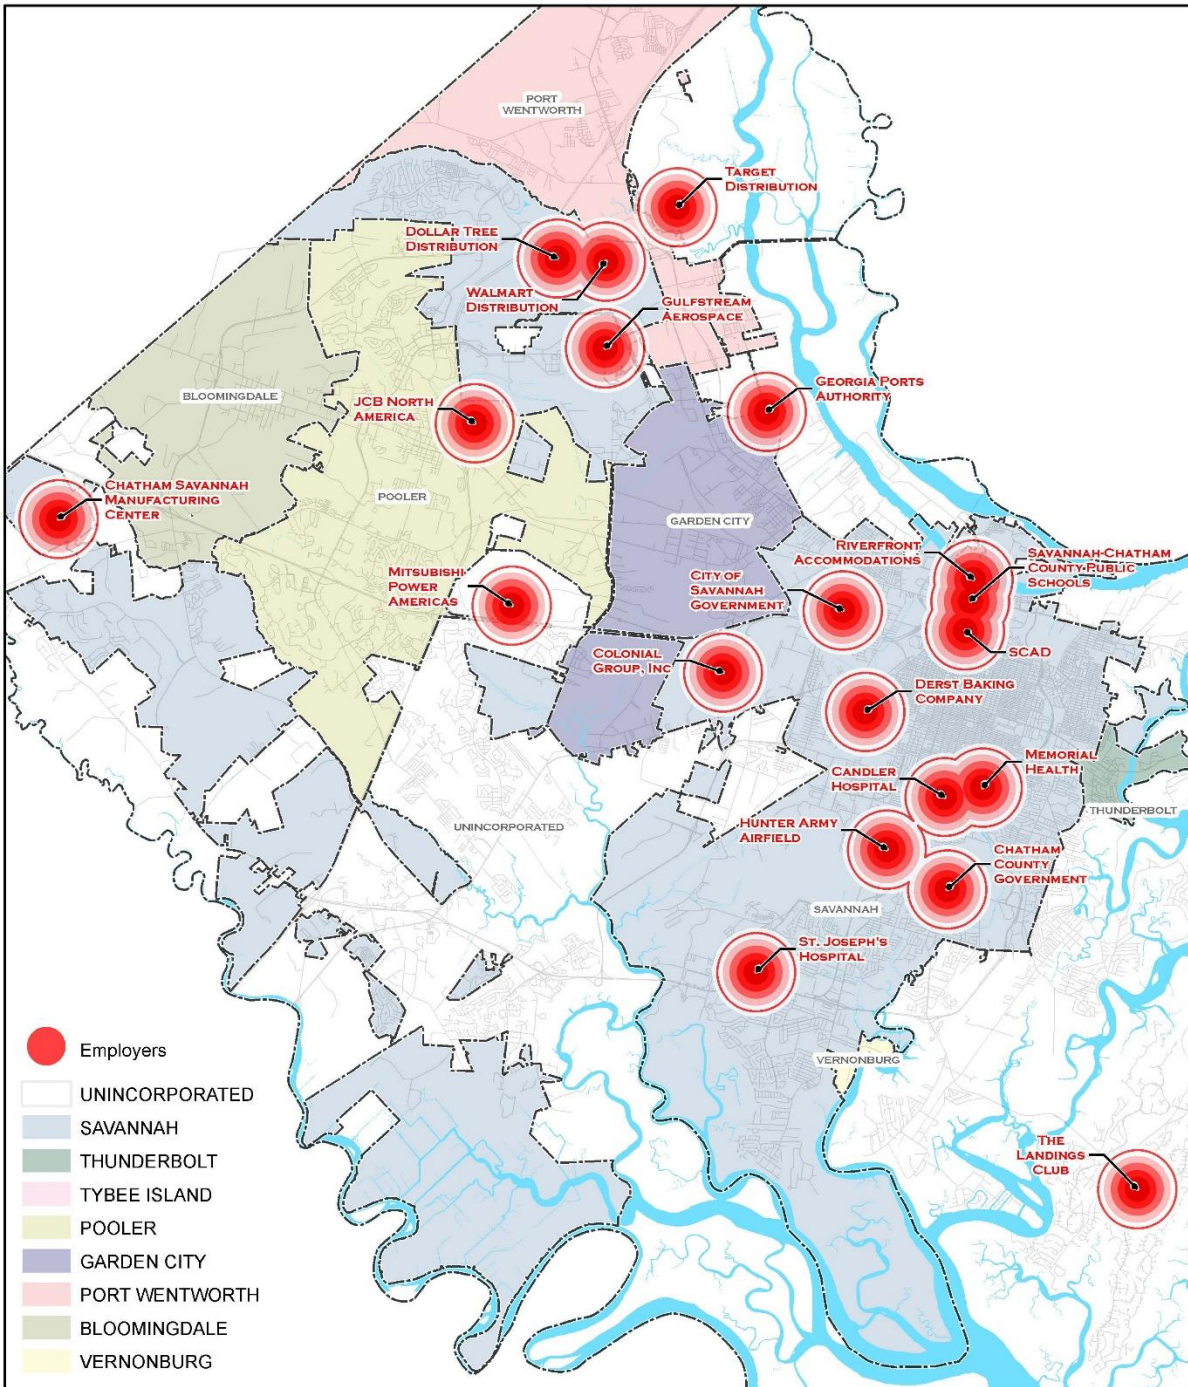 PORT
WENTWORTH
TARGET
DISTRIBUTION
DOLLAR TREE
DISTRIBUTION
WALMART
DISTRIBUTION
GULFSTREAM
AEROSPACE
GEORGIA PORTS
AUTHORITY
BLOOMINGDALE
JCB NORTH
AMERICA
CHATHAM SAVANNAH
MANUFACTURING
CENTER
POOLER
GARDEN CITY
RIVERFRONT
ACCOMMODATIONS
SAVANNAH-CHATHAM
COUNTY PUBLIC
SCHOOLS
MITSUBISHI
POWER
AMERICAS
CITY OF
SAVANNAH
GOVERNMENT
COLONIAL
GROUP, INC
SCAD
DERST BAKING
COMPANY
MEMORIAL
HEALTH
CANDLER
HOSPITAL
THUNDERBOLT
UNINCORPORATED
HUNTER ARMY
AIRFIELD
CHATHAM
COUNTY
GOVERNMENT
SAVANNAH
ST. JOSEPH'S
HOSPITAL
VERNONBURG
THE
LANDINGS
CLUB
Employers
UNINCORPORATED
SAVANNAH
THUNDERBOLT
TYBEE ISLAND
POOLER
GARDEN CITY
PORT WENTWORTH
BLOOMINGDALE
VERNONBURG